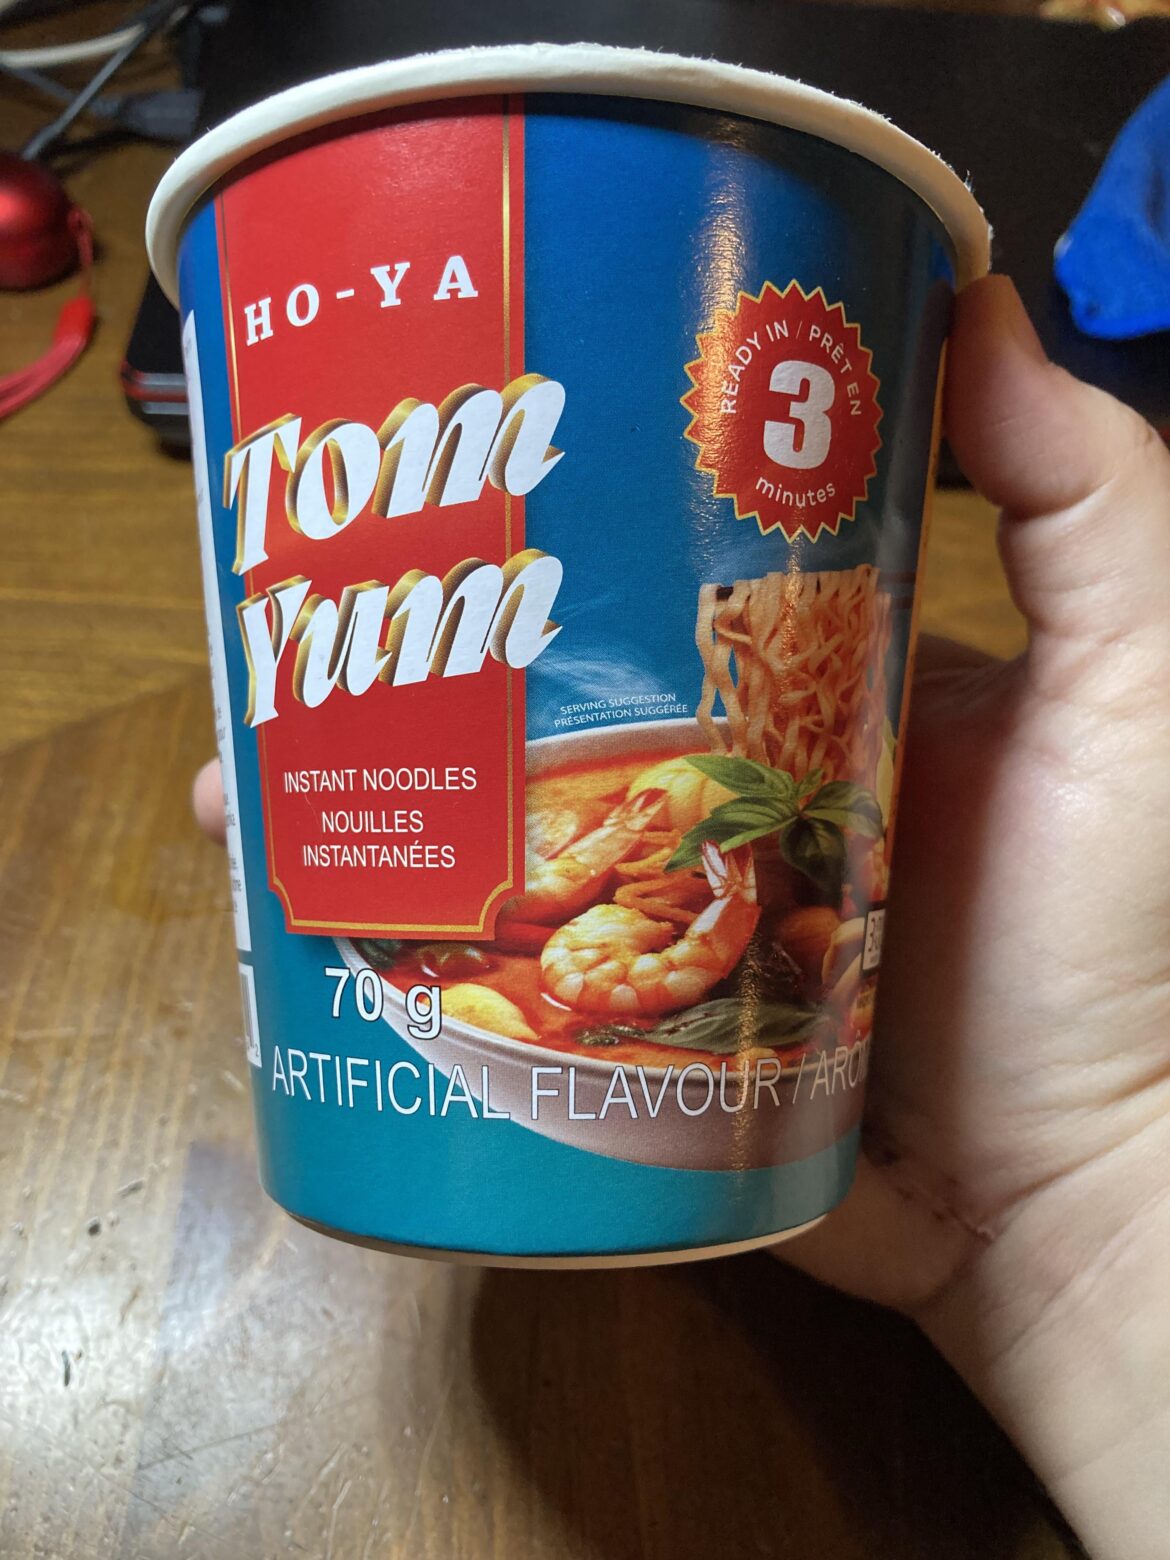 HO-YA
Tom
Yum
INSTANT NOODLES
NOUILLES
INSTANTANÉES
READY IN / PRÊT EN
3
minutes
SERVING SUGGESTION
PRÉSENTATION SUGGÉRÉE
70 g
ARTIFICIAL FLAVOUR /